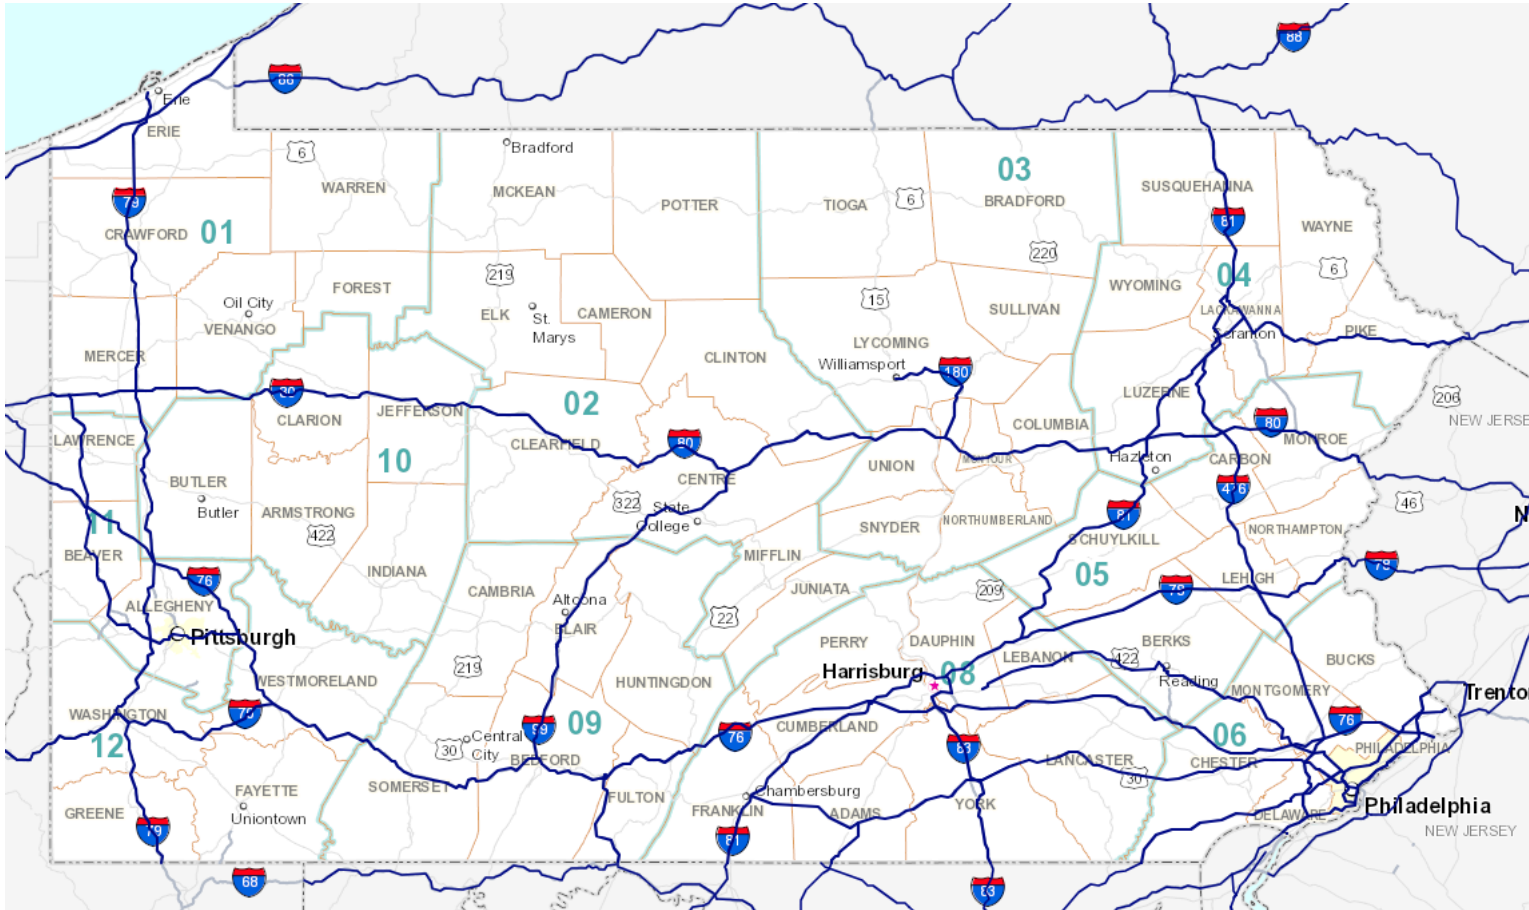 88
86
Erie
ERIE
6
Bradford
03
WARREN
MCKEAN
POTTER
TIOGA
6
BRADFORD
SUSQUEHANNA
79
CRAWFORD
01
81
WAYNE
220
6
219
FOREST
WYOMING
04
Oil City
VENANGO
ELK
St.
Marys
CAMERON
15
SULLIVAN
LACKAWANNA
Scranton
PIKE
MERCER
CLINTON
LYCOMING
Williamsport
180
LUZERNE
CLARION
JEFFERSON
02
206
NEW JERSE
LAWRENCE
CLEARFIELD
80
COLUMBIA
80
MONROE
10
CENTRE
UNION
Hazleton
CARBON
BUTLER
Butler
ARMSTRONG
422
322
State
College
476
46
N
11
BEAVER
SNYDER
NORTHUMBERLAND
81
SCHUYLKILL
NORTHAMPTON
MIFFLIN
76
INDIANA
CAMBRIA
JUNIATA
209
05
LEHIGH
78
78
ALLEGHENY
Altoona
BLAIR
22
Pittsburgh
PERRY
DAUPHIN
BERKS
219
Harrisburg
08
LEBANON
422
Reading
BUCKS
WESTMORELAND
HUNTINGDON
MONTGOMERY
Trento
WASHINGTON
12
99
09
76
CUMBERLAND
06
76
PHILADELPHIA
30
Central
City
BEDFORD
83
LANCASTER
30
CHESTER
SOMERSET
FULTON
Chambersburg
FRANKLIN
ADAMS
YORK
GREENE
FAYETTE
Uniontown
DELAWARE
Philadelphia
NEW JERSEY
79
81
68
83